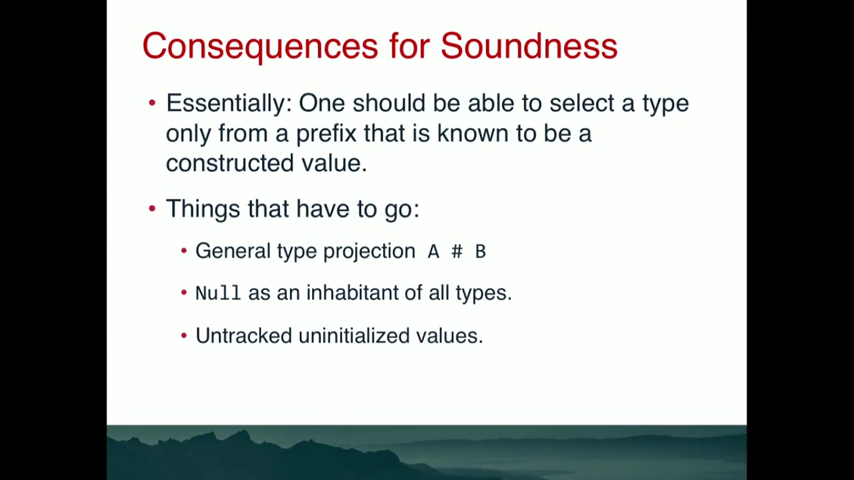 Consequences for Soundness
• Essentially: One should be able to select a type
only from a prefix that is known to be a
constructed value.
• Things that have to go:
• General type projection A # B
• Null as an inhabitant of all types.
• Untracked uninitialized values.